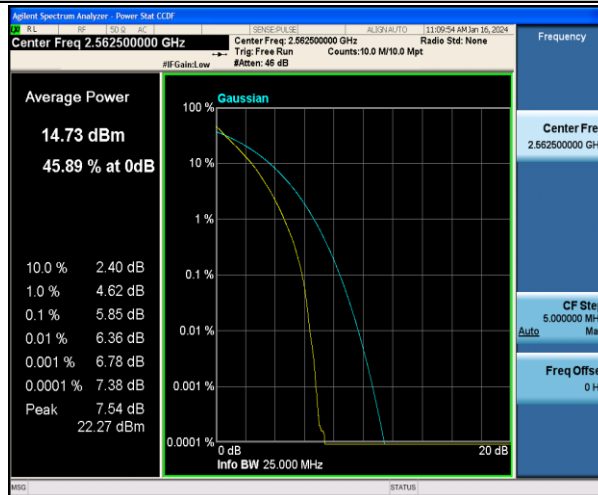 Agilent Spectrum Analyzer - Power Stat CCDF
RL RF 50 Ω AC SENSE:PULSE ALIGN AUTO 11:09:54 AM Jan 16, 2024
Center Freq 2.562500000 GHz
Center Freq: 2.562500000 GHz Radio Std: None
Trig: Free Run Counts:10.0 M/10.0 Mpt
#IFGain:Low #Atten: 46 dB
Frequency
Average Power
14.73 dBm
45.89 % at 0dB
10.0 % 2.40 dB
1.0 % 4.62 dB
0.1 % 5.85 dB
0.01 % 6.36 dB
0.001 % 6.78 dB
0.0001 % 7.38 dB
Peak 7.54 dB
22.27 dBm
Gaussian
100 %
10 %
1 %
0.1 %
0.01 %
0.001 %
0.0001 %
0 dB 20 dB
Info BW 25.000 MHz
Center Fre
2.562500000 GH
CF Ste
5.000000 MH
Auto Ma
Freq Offse
0 H
MSG STATUS